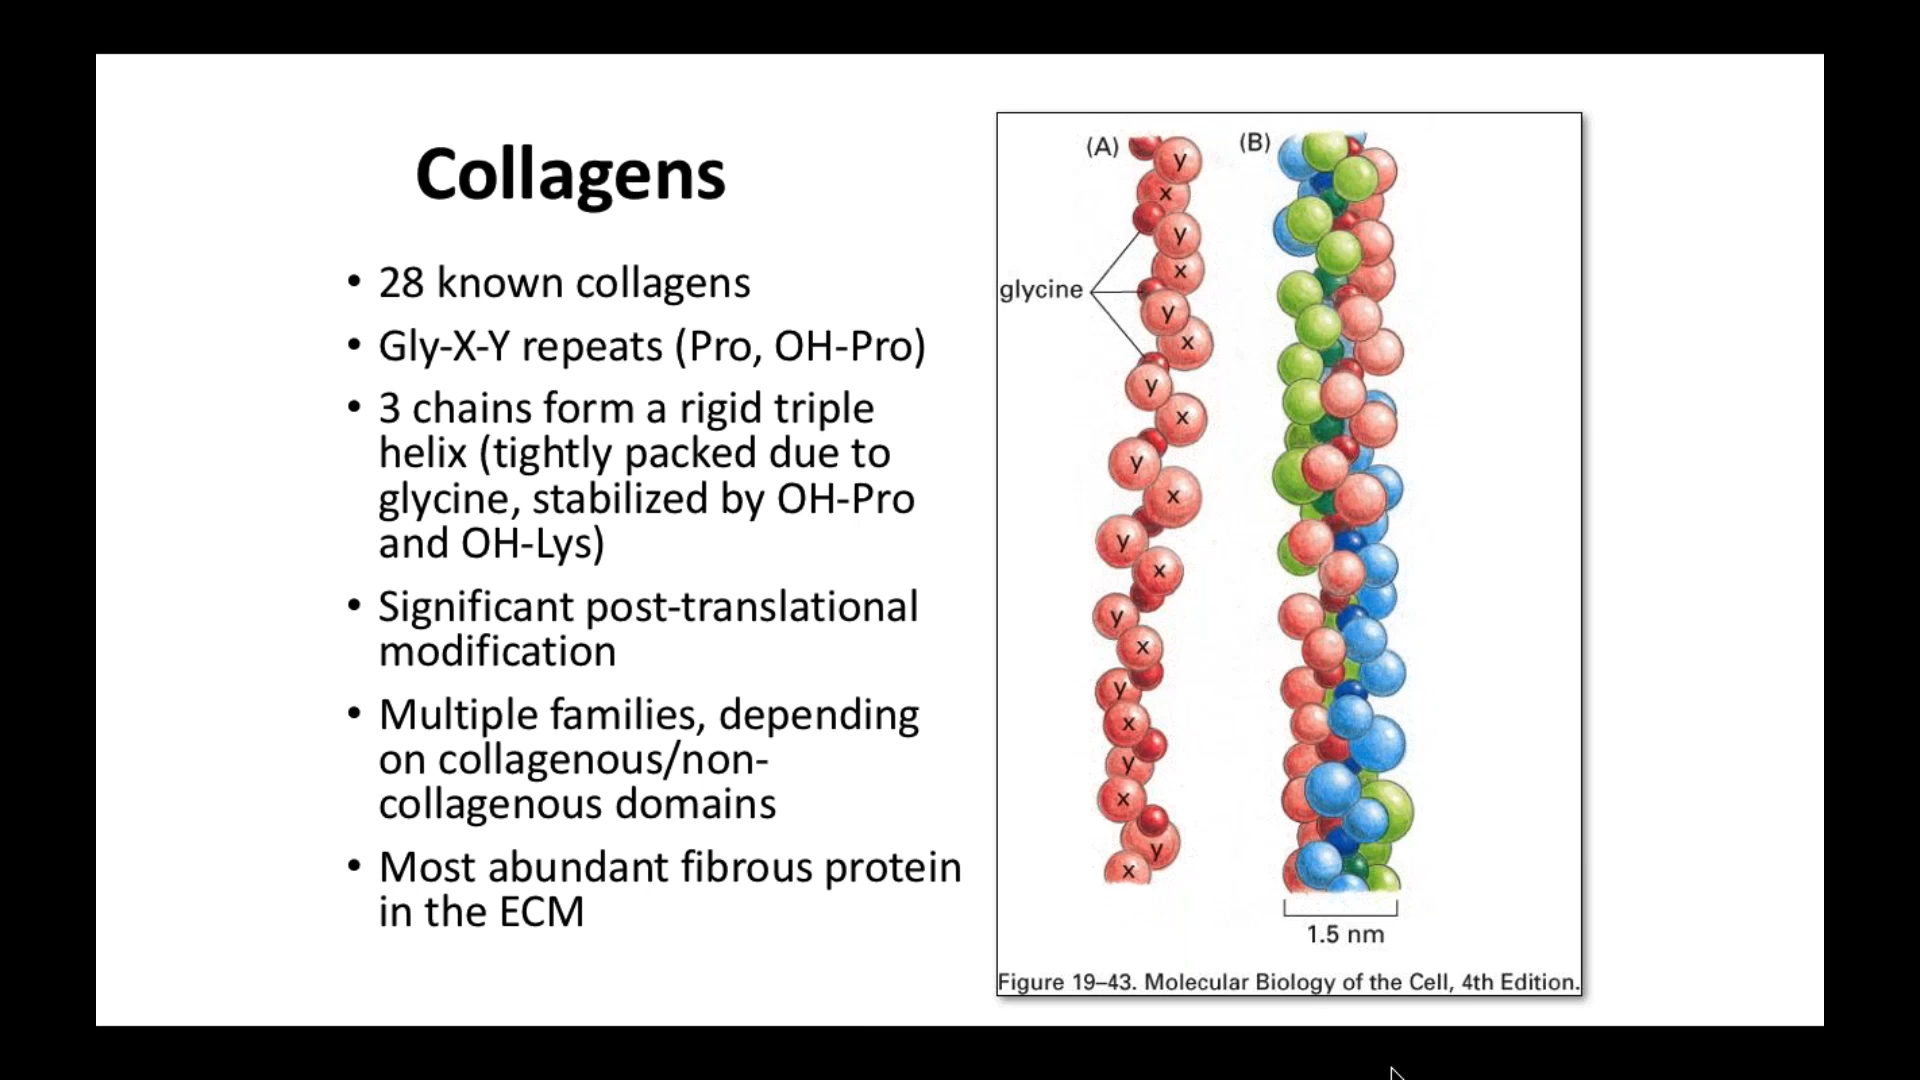 Collagens
• 28 known collagens
• Gly-X-Y repeats (Pro, OH-Pro)
• 3 chains form a rigid triple
helix (tightly packed due to
glycine, stabilized by OH-Pro
and OH-Lys)
• Significant post-translational
modification
• Multiple families, depending
on collagenous/non-
collagenous domains
• Most abundant fibrous protein
in the ECM
(A)
(B)
y
x
y
x
glycine
y
x
y
x
y
x
y
x
y
x
y
x
y
x
y
x
1.5 nm
Figure 19–43. Molecular Biology of the Cell, 4th Edition.